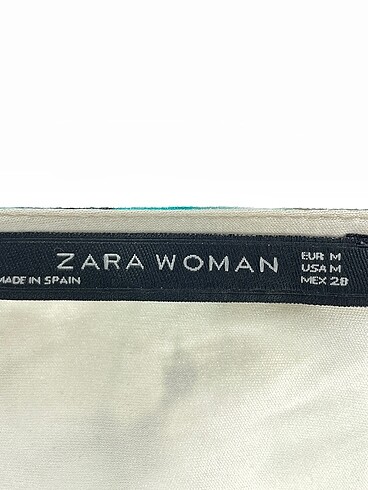 ZARA WOMAN
MADE IN SPAIN
EUR M
USA M
MEX 28